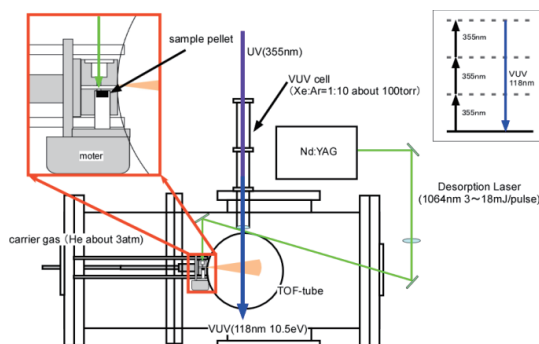 sample pellet
moter
UV(355nm)
VUV cell
（Xe:Ar=1:10 about 100torr）
Nd:YAG
355nm
355nm
355nm
VUV
118nm
Desorption Laser
(1064nm 3〜18mJ/pulse)
carrier gas（He about 3atm）
TOF-tube
VUV(118nm 10.5eV)